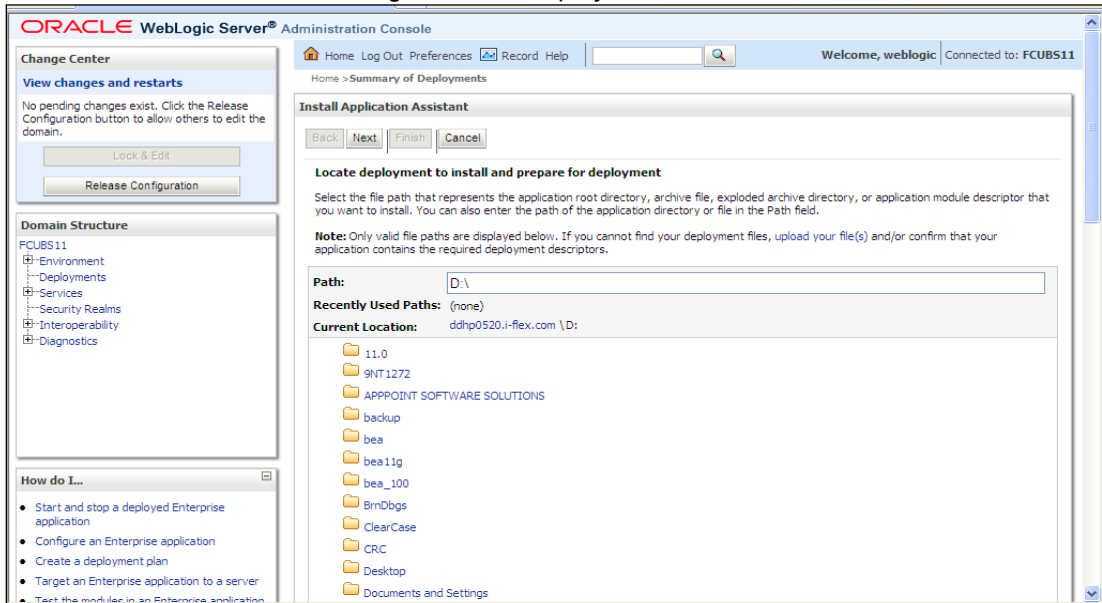 ORACLE WebLogic Server® Administration Console
Change Center
View changes and restarts
No pending changes exist. Click the Release
Configuration button to allow others to edit the
domain.
Lock & Edit
Release Configuration
Domain Structure
FCUBS11
Environment
Deployments
Services
Security Realms
Interoperability
Diagnostics
How do I...
Start and stop a deployed Enterprise
application
Configure an Enterprise application
Create a deployment plan
Target an Enterprise application to a server
Test the modules in an Enterprise application
Home Log Out Preferences Record Help
Welcome, weblogic Connected to: FCUBS11
Home >Summary of Deployments
Install Application Assistant
Back Next Finish Cancel
Locate deployment to install and prepare for deployment
Select the file path that represents the application root directory, archive file, exploded archive directory, or application module descriptor that
you want to install. You can also enter the path of the application directory or file in the Path field.
Note: Only valid file paths are displayed below. If you cannot find your deployment files, upload your file(s) and/or confirm that your
application contains the required deployment descriptors.
Path: D:\
Recently Used Paths: (none)
Current Location: ddhp0520.i-flex.com \D:
11.0
9NT1272
APPPOINT SOFTWARE SOLUTIONS
backup
bea
bea11g
bea_100
BrnDbgs
ClearCase
CRC
Desktop
Documents and Settings